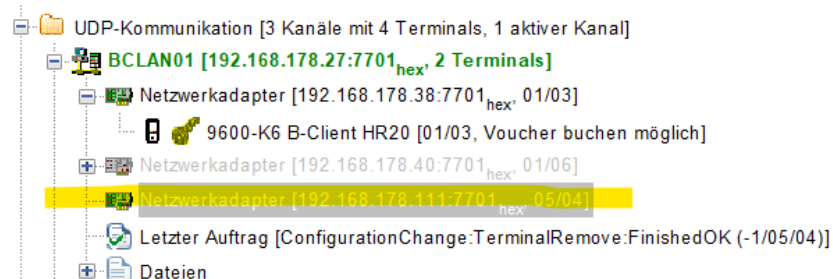 UDP-Kommunikation [3 Kanäle mit 4 Terminals, 1 aktiver Kanal]
BCLAN01 [192.168.178.27:7701hex, 2 Terminals]
Netzwerkadapter [192.168.178.38:7701hex, 01/03]
9600-K6 B-Client HR20 [01/03, Voucher buchen möglich]
Netzwerkadapter [192.168.178.40:7701hex, 01/06]
Netzwerkadapter [192.168.178.111:7701hex, 05/04]
Letzter Auftrag [ConfigurationChange:TerminalRemove:FinishedOK (-1/05/04)]
Dateien